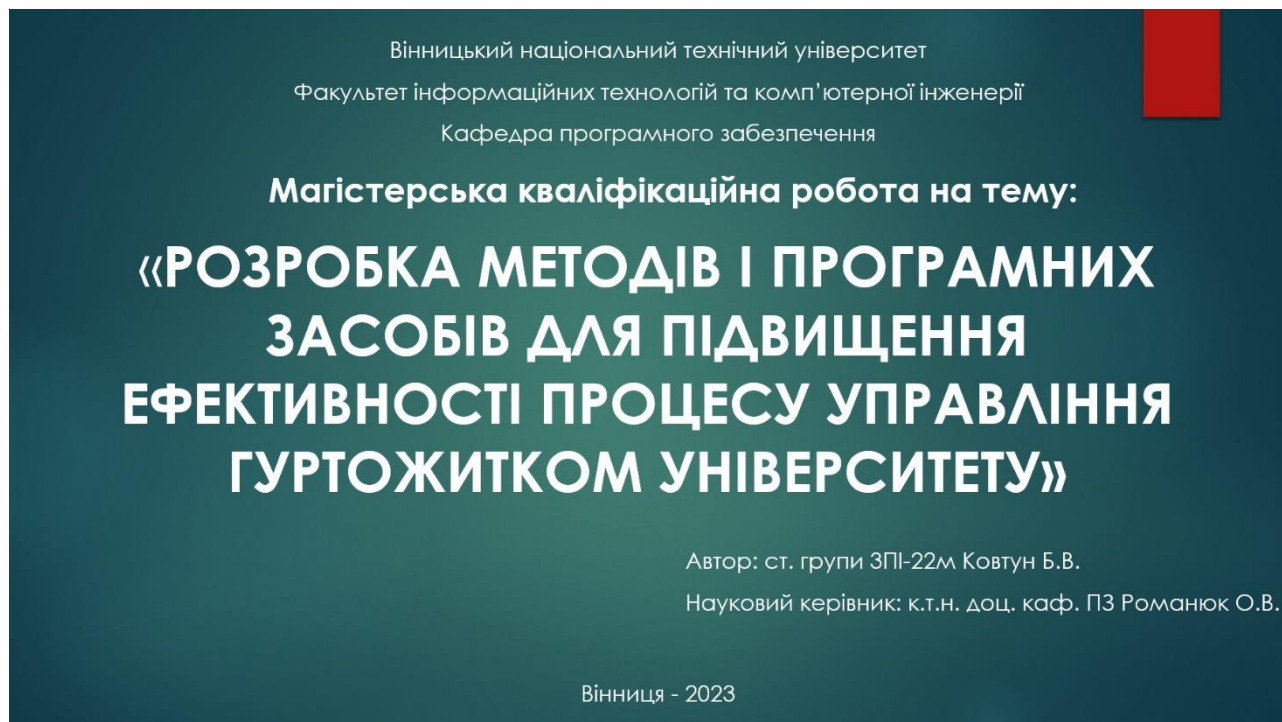 Вінницький національний технічний університет
Факультет інформаційних технологій та комп’ютерної інженерії
Кафедра програмного забезпечення
Магістерська кваліфікаційна робота на тему:
«РОЗРОБКА МЕТОДІВ І ПРОГРАМНИХ
ЗАСОБІВ ДЛЯ ПІДВИЩЕННЯ
ЕФЕКТИВНОСТІ ПРОЦЕСУ УПРАВЛІННЯ
ГУРТОЖИТКОМ УНІВЕРСИТЕТУ»
Автор: ст. групи 3ПІ-22м Ковтун Б.В.
Науковий керівник: к.т.н. доц. каф. ПЗ Романюк О.В.
Вінниця - 2023